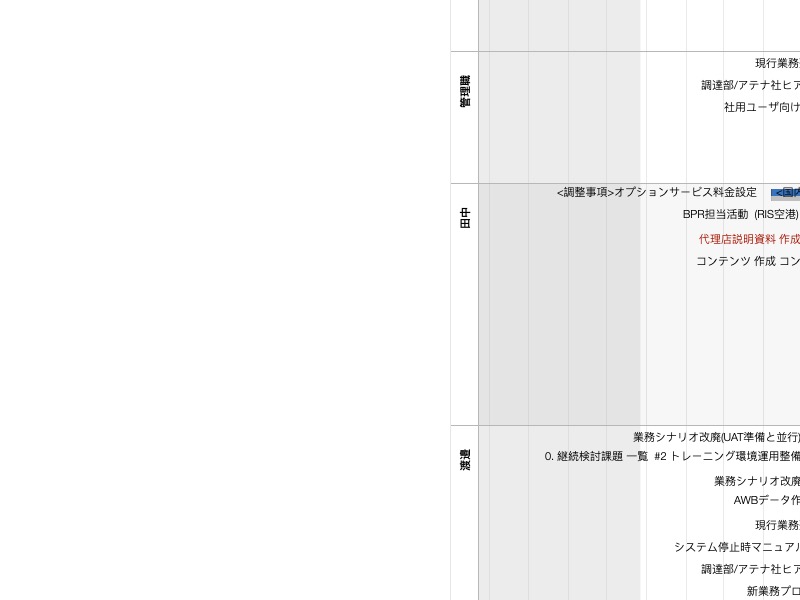 管理職
現行業務
調達部/アテナ社ヒア
社用ユーザ向け
田中
<調整事項>オプションサービス料金設定
<国内
BPR担当活動 (RIS空港)
代理店説明資料 作成
コンテンツ 作成 コン
渡邉
業務シナリオ改廃(UAT準備と並行)
0. 継続検討課題 一覧 #2 トレーニング環境運用整備
業務シナリオ改廃
AWBデータ作
現行業務
システム停止時マニュアル
調達部/アテナ社ヒア
新業務プロ